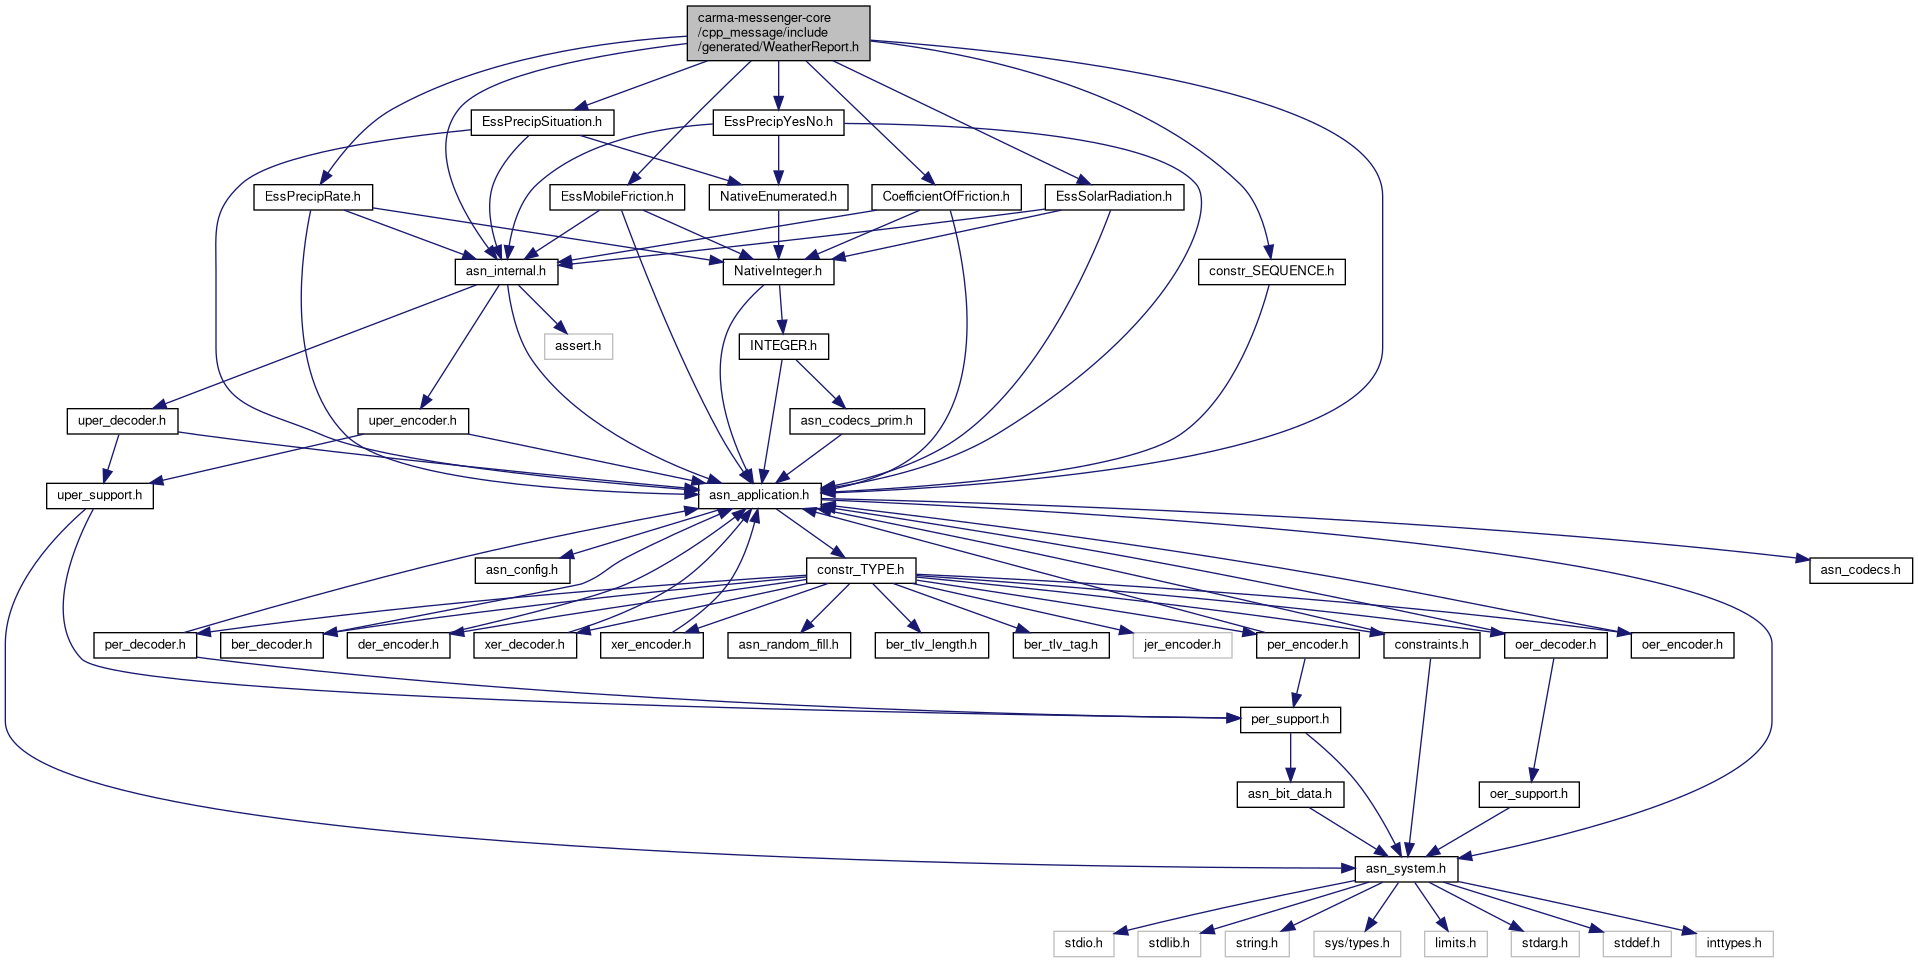 carma-messenger-core
/cpp_message/include
/generated/WeatherReport.h
EssPrecipSituation.h
EssPrecipYesNo.h
EssPrecipRate.h
EssMobileFriction.h
NativeEnumerated.h
CoefficientOfFriction.h
EssSolarRadiation.h
asn_internal.h
NativeInteger.h
constr_SEQUENCE.h
assert.h
INTEGER.h
uper_decoder.h
uper_encoder.h
asn_codecs_prim.h
uper_support.h
asn_application.h
asn_config.h
constr_TYPE.h
asn_codecs.h
per_decoder.h
ber_decoder.h
der_encoder.h
xer_decoder.h
xer_encoder.h
asn_random_fill.h
ber_tlv_length.h
ber_tlv_tag.h
jer_encoder.h
per_encoder.h
constraints.h
oer_decoder.h
oer_encoder.h
per_support.h
asn_bit_data.h
oer_support.h
asn_system.h
stdio.h
stdlib.h
string.h
sys/types.h
limits.h
stdarg.h
stddef.h
inttypes.h